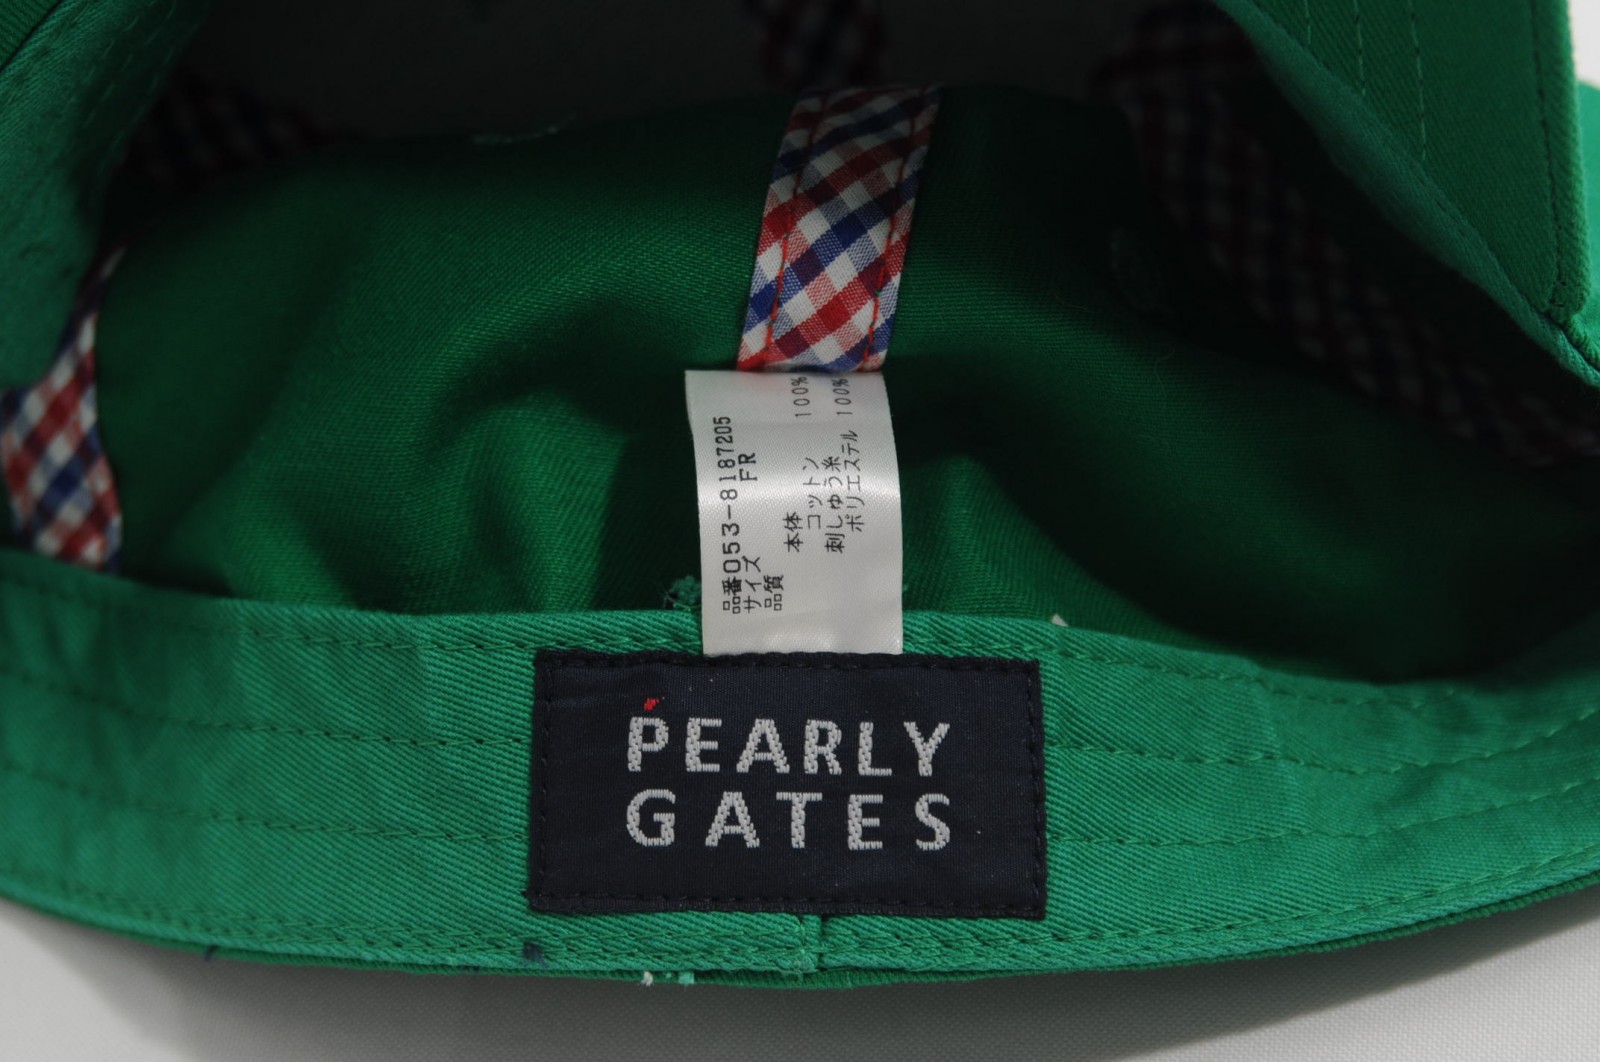 品番053-8187205
サイズ FR
品質
本体
コットン 100%
刺しゅう糸
ポリエステル 100%
PEARLY
GATES